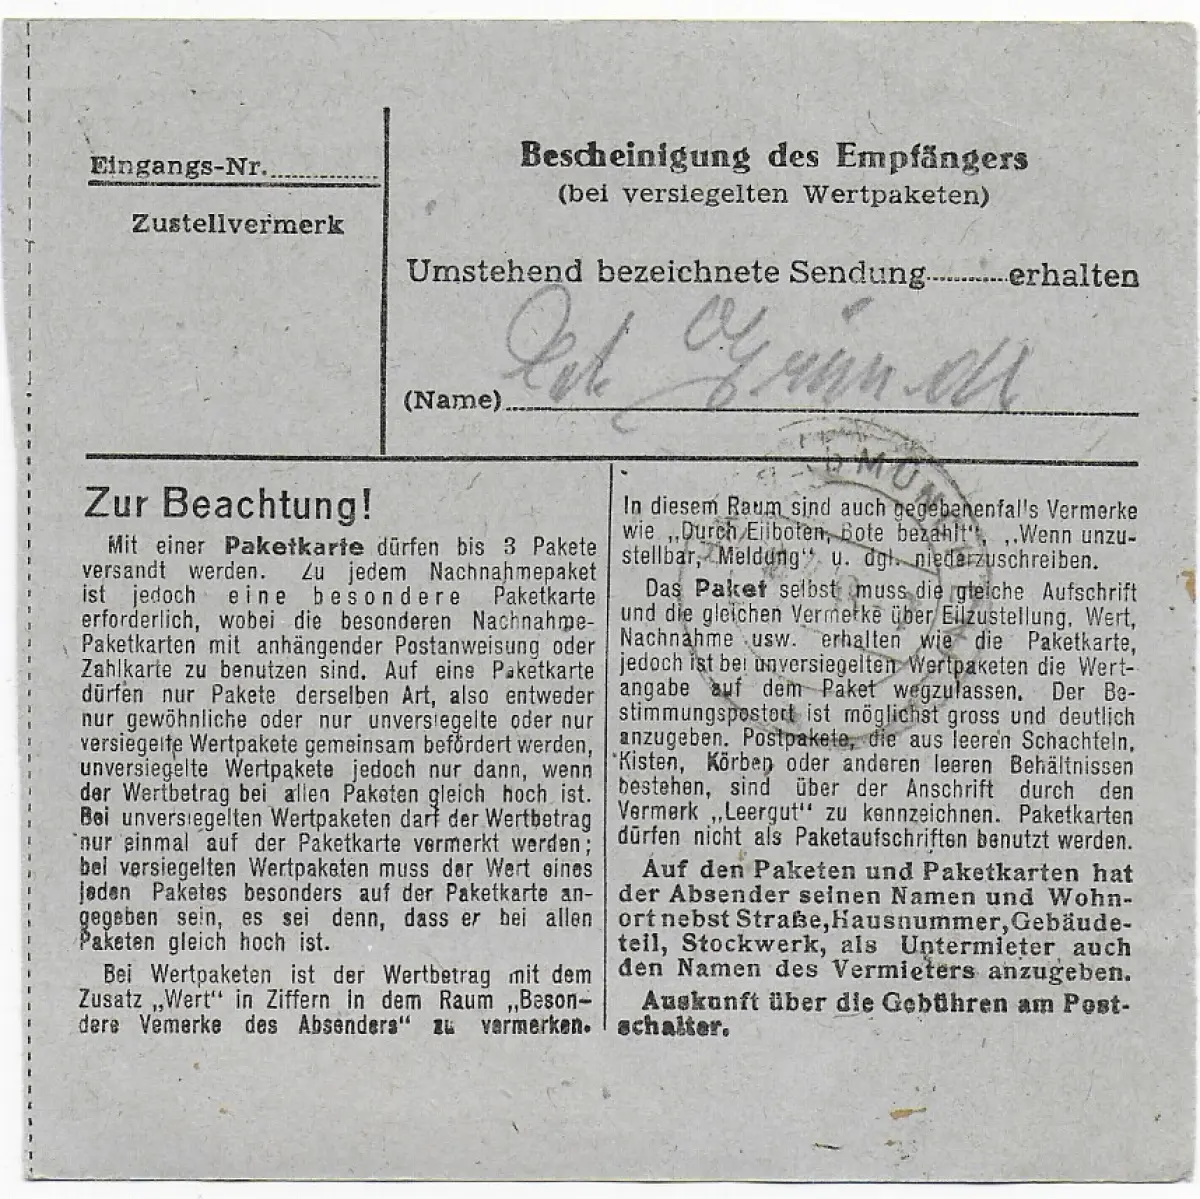 Eingangs-Nr.
Zustellvermerk
Bescheinigung des Empfängers
(bei versiegelten Wertpaketen)
Umstehend bezeichnete Sendung..........erhalten
(Name)
Zur Beachtung!
Mit einer Paketkarte dürfen bis 3 Pakete
versandt werden. Zu jedem Nachnahmepaket
ist jedoch eine besondere Paketkarte
erforderlich, wobei die besonderen Nachnahme-
Paketkarten mit anhängender Postanweisung oder
Zahlkarte zu benutzen sind. Auf eine Paketkarte
dürfen nur Pakete derselben Art, also entweder
nur gewöhnliche oder nur unversiegelte oder nur
versiegelte Wertpakete gemeinsam befördert werden,
unversiegelte Wertpakete jedoch nur dann, wenn
der Wertbetrag bei allen Paketen gleich hoch ist.
Bei unversiegelten Wertpaketen darf der Wertbetrag
nur einmal auf der Paketkarte vermerkt werden;
bei versiegelten Wertpaketen muss der Wert eines
jeden Paketes besonders auf der Paketkarte an-
gegeben sein, es sei denn, dass er bei allen
Paketen gleich hoch ist.
Bei Wertpaketen ist der Wertbetrag mit dem
Zusatz „Wert" in Ziffern in dem Raum „Beson-
dere Vemerke des Absenders" zu vermerken.
In diesem Raum sind auch gegebenenfalls Vermerke
wie „Durch Eilboten, Bote bezahlt", „Wenn unzu-
stellbar, Meldung" u. dgl. niederzuschreiben.
Das Paket selbst muss die gleiche Aufschrift
und die gleichen Vermerke über Eilzustellung, Wert,
Nachnahme usw. erhalten wie die Paketkarte,
jedoch ist bei unversiegelten Wertpaketen die Wert-
angabe auf dem Paket wegzulassen. Der Be-
stimmungspostort ist möglichst gross und deutlich
anzugeben. Postpakete, die aus leeren Schachteln,
Kisten, Körben oder anderen leeren Behältnissen
bestehen, sind über der Anschrift durch den
Vermerk „Leergut" zu kennzeichnen. Paketkarten
dürfen nicht als Paketaufschriften benutzt werden.
Auf den Paketen und Paketkarten hat
der Absender seinen Namen und Wohn-
ort nebst Straße, Hausnummer, Gebäude-
teil, Stockwerk, als Untermieter auch
den Namen des Vermieters anzugeben.
Auskunft über die Gebühren am Post-
schalter.